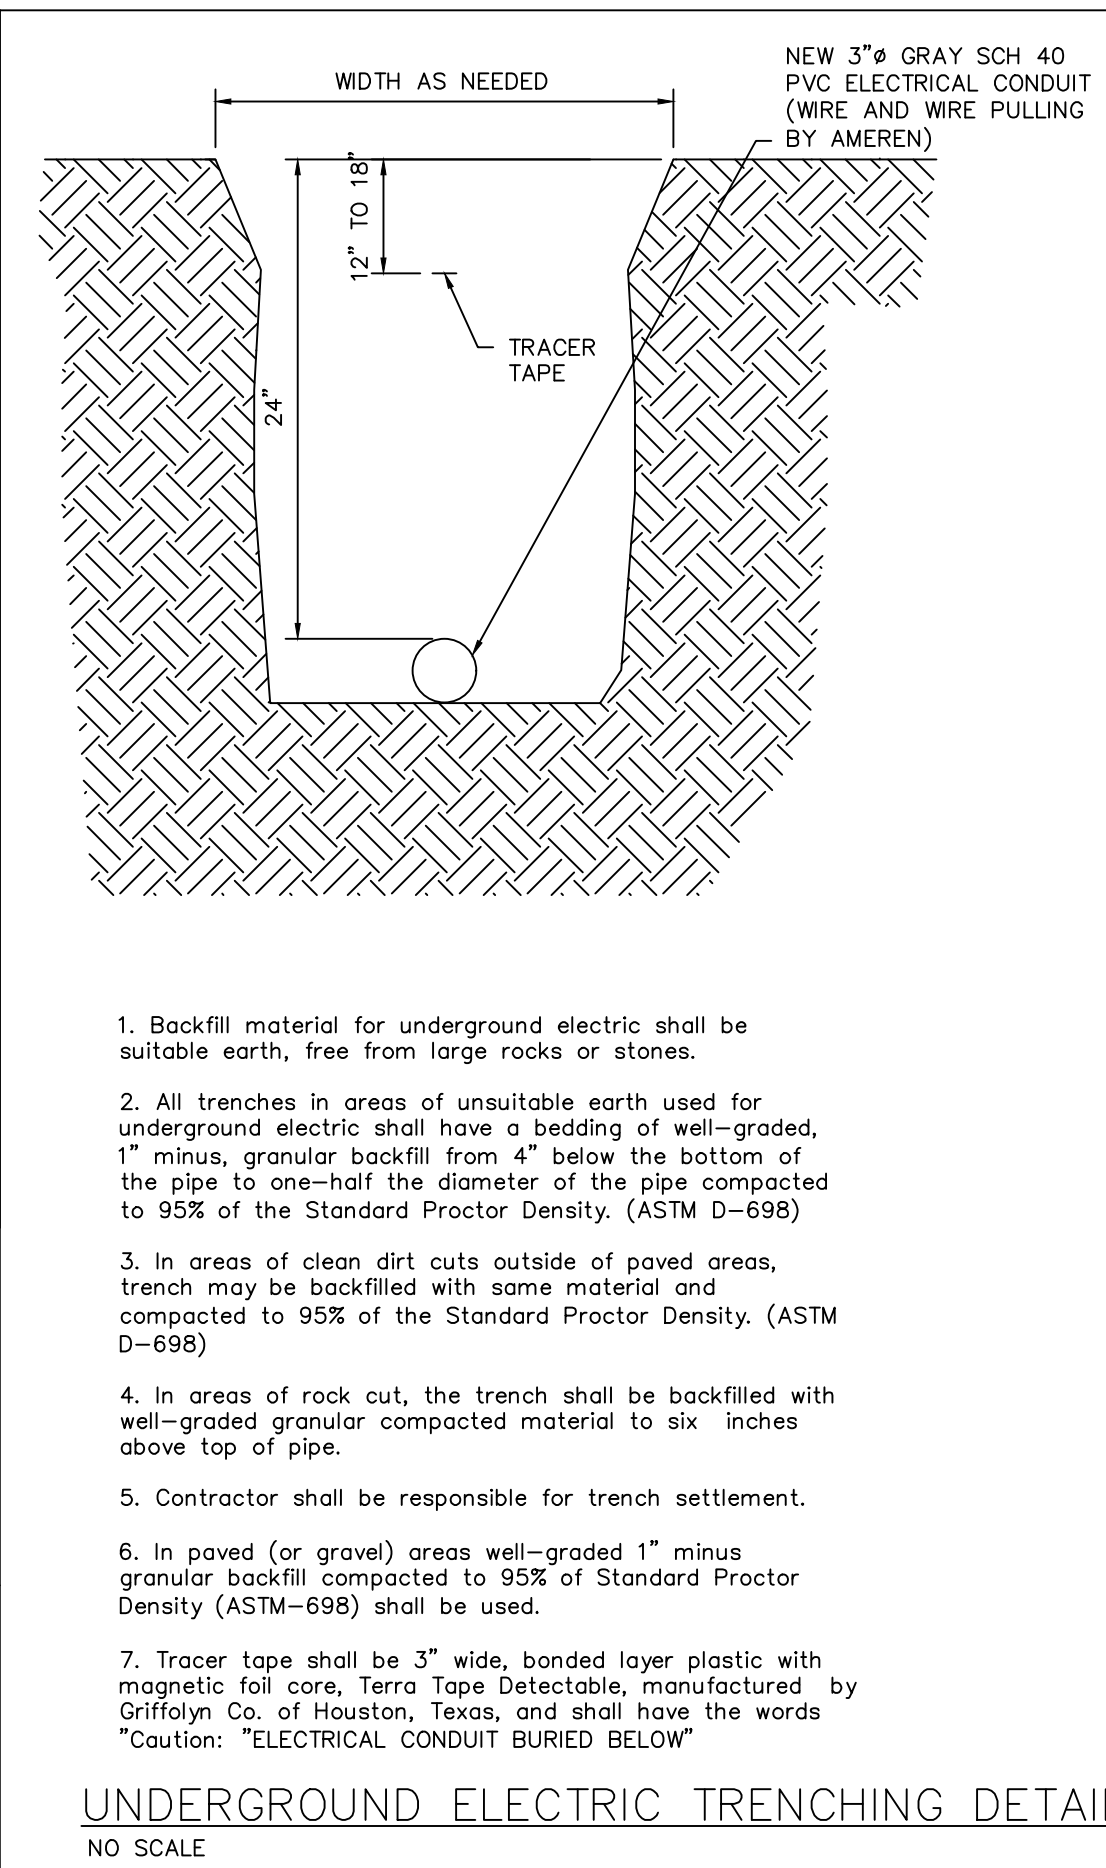 NEW 3"ø GRAY SCH 40
PVC ELECTRICAL CONDUIT
(WIRE AND WIRE PULLING
BY AMEREN)
WIDTH AS NEEDED
12" TO 18"
TRACER
TAPE
24"
1. Backfill material for underground electric shall be
suitable earth, free from large rocks or stones.
2. All trenches in areas of unsuitable earth used for
underground electric shall have a bedding of well-graded,
1" minus, granular backfill from 4" below the bottom of
the pipe to one-half the diameter of the pipe compacted
to 95% of the Standard Proctor Density. (ASTM D-698)
3. In areas of clean dirt cuts outside of paved areas,
trench may be backfilled with same material and
compacted to 95% of the Standard Proctor Density. (ASTM
D-698)
4. In areas of rock cut, the trench shall be backfilled with
well-graded granular compacted material to six  inches
above top of pipe.
5. Contractor shall be responsible for trench settlement.
6. In paved (or gravel) areas well-graded 1" minus
granular backfill compacted to 95% of Standard Proctor
Density (ASTM-698) shall be used.
7. Tracer tape shall be 3" wide, bonded layer plastic with
magnetic foil core, Terra Tape Detectable, manufactured  by
Griffolyn Co. of Houston, Texas, and shall have the words
"Caution: "ELECTRICAL CONDUIT BURIED BELOW"
UNDERGROUND ELECTRIC TRENCHING DETAIL
NO SCALE